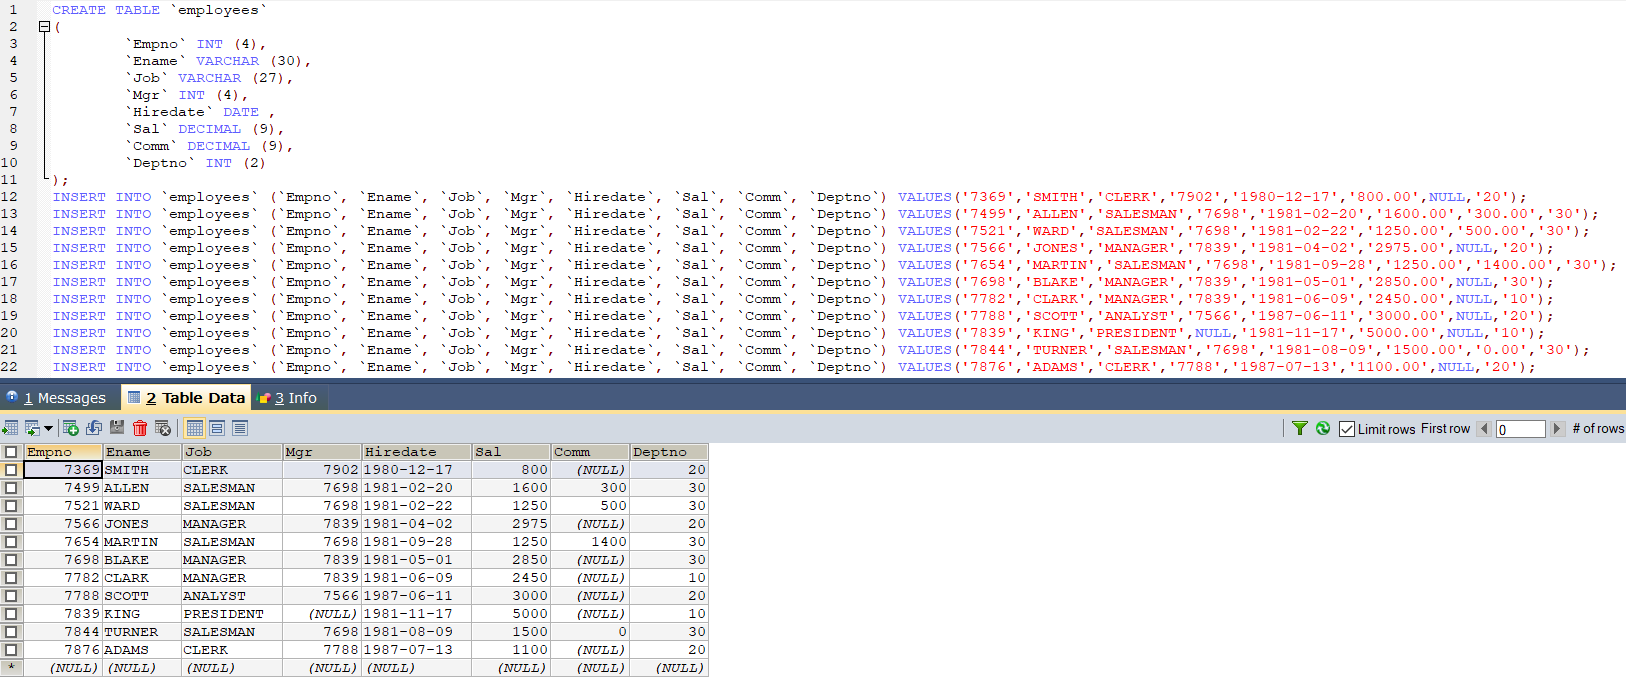 1 CREATE TABLE `employees`
2 (
3 `Empno` INT (4),
4 `Ename` VARCHAR (30),
5 `Job` VARCHAR (27),
6 `Mgr` INT (4),
7 `Hiredate` DATE ,
8 `Sal` DECIMAL (9),
9 `Comm` DECIMAL (9),
10 `Deptno` INT (2)
11 );
12 INSERT INTO `employees` (`Empno`, `Ename`, `Job`, `Mgr`, `Hiredate`, `Sal`, `Comm`, `Deptno`) VALUES('7369','SMITH','CLERK','7902','1980-12-17','800.00',NULL,'20');
13 INSERT INTO `employees` (`Empno`, `Ename`, `Job`, `Mgr`, `Hiredate`, `Sal`, `Comm`, `Deptno`) VALUES('7499','ALLEN','SALESMAN','7698','1981-02-20','1600.00','300.00','30');
14 INSERT INTO `employees` (`Empno`, `Ename`, `Job`, `Mgr`, `Hiredate`, `Sal`, `Comm`, `Deptno`) VALUES('7521','WARD','SALESMAN','7698','1981-02-22','1250.00','500.00','30');
15 INSERT INTO `employees` (`Empno`, `Ename`, `Job`, `Mgr`, `Hiredate`, `Sal`, `Comm`, `Deptno`) VALUES('7566','JONES','MANAGER','7839','1981-04-02','2975.00',NULL,'20');
16 INSERT INTO `employees` (`Empno`, `Ename`, `Job`, `Mgr`, `Hiredate`, `Sal`, `Comm`, `Deptno`) VALUES('7654','MARTIN','SALESMAN','7698','1981-09-28','1250.00','1400.00','30');
17 INSERT INTO `employees` (`Empno`, `Ename`, `Job`, `Mgr`, `Hiredate`, `Sal`, `Comm`, `Deptno`) VALUES('7698','BLAKE','MANAGER','7839','1981-05-01','2850.00',NULL,'30');
18 INSERT INTO `employees` (`Empno`, `Ename`, `Job`, `Mgr`, `Hiredate`, `Sal`, `Comm`, `Deptno`) VALUES('7782','CLARK','MANAGER','7839','1981-06-09','2450.00',NULL,'10');
19 INSERT INTO `employees` (`Empno`, `Ename`, `Job`, `Mgr`, `Hiredate`, `Sal`, `Comm`, `Deptno`) VALUES('7788','SCOTT','ANALYST','7566','1987-06-11','3000.00',NULL,'20');
20 INSERT INTO `employees` (`Empno`, `Ename`, `Job`, `Mgr`, `Hiredate`, `Sal`, `Comm`, `Deptno`) VALUES('7839','KING','PRESIDENT',NULL,'1981-11-17','5000.00',NULL,'10');
21 INSERT INTO `employees` (`Empno`, `Ename`, `Job`, `Mgr`, `Hiredate`, `Sal`, `Comm`, `Deptno`) VALUES('7844','TURNER','SALESMAN','7698','1981-08-09','1500.00','0.00','30');
22 INSERT INTO `employees` (`Empno`, `Ename`, `Job`, `Mgr`, `Hiredate`, `Sal`, `Comm`, `Deptno`) VALUES('7876','ADAMS','CLERK','7788','1987-07-13','1100.00',NULL,'20');
1 Messages 2 Table Data 3 Info
Limit rows First row 0 # of rows
Empno Ename Job Mgr Hiredate Sal Comm Deptno
7369 SMITH CLERK 7902 1980-12-17 800 (NULL) 20
7499 ALLEN SALESMAN 7698 1981-02-20 1600 300 30
7521 WARD SALESMAN 7698 1981-02-22 1250 500 30
7566 JONES MANAGER 7839 1981-04-02 2975 (NULL) 20
7654 MARTIN SALESMAN 7698 1981-09-28 1250 1400 30
7698 BLAKE MANAGER 7839 1981-05-01 2850 (NULL) 30
7782 CLARK MANAGER 7839 1981-06-09 2450 (NULL) 10
7788 SCOTT ANALYST 7566 1987-06-11 3000 (NULL) 20
7839 KING PRESIDENT (NULL) 1981-11-17 5000 (NULL) 10
7844 TURNER SALESMAN 7698 1981-08-09 1500 0 30
7876 ADAMS CLERK 7788 1987-07-13 1100 (NULL) 20
* (NULL) (NULL) (NULL) (NULL) (NULL) (NULL) (NULL) (NULL)